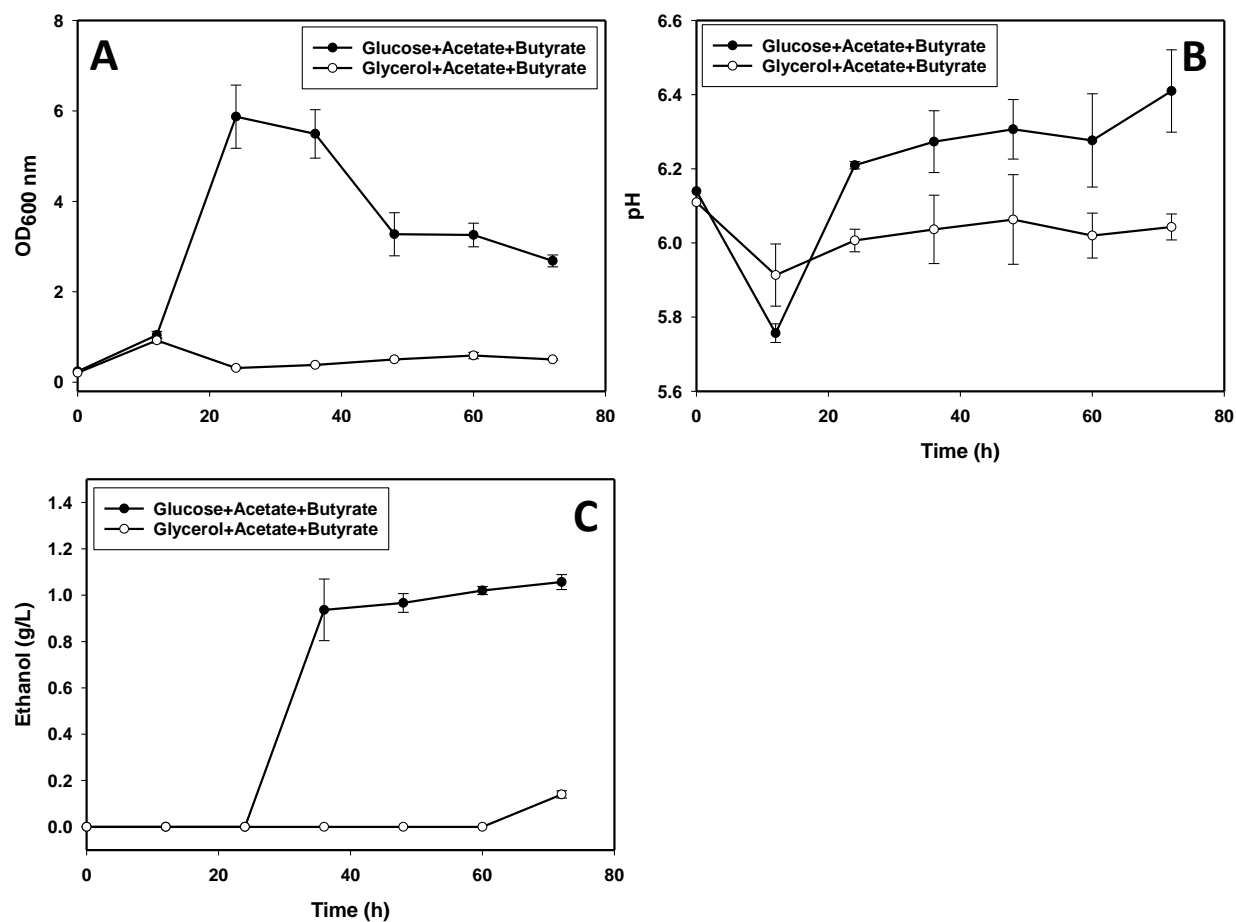 A
Glucose+Acetate+Butyrate
Glycerol+Acetate+Butyrate
OD600 nm
8
6
4
2
0
0 20 40 60 80
B
Glucose+Acetate+Butyrate
Glycerol+Acetate+Butyrate
pH
6.6
6.4
6.2
6.0
5.8
5.6
0 20 40 60 80
Time (h)
C
Glucose+Acetate+Butyrate
Glycerol+Acetate+Butyrate
Ethanol (g/L)
1.4
1.2
1.0
0.8
0.6
0.4
0.2
0.0
0 20 40 60 80
Time (h)